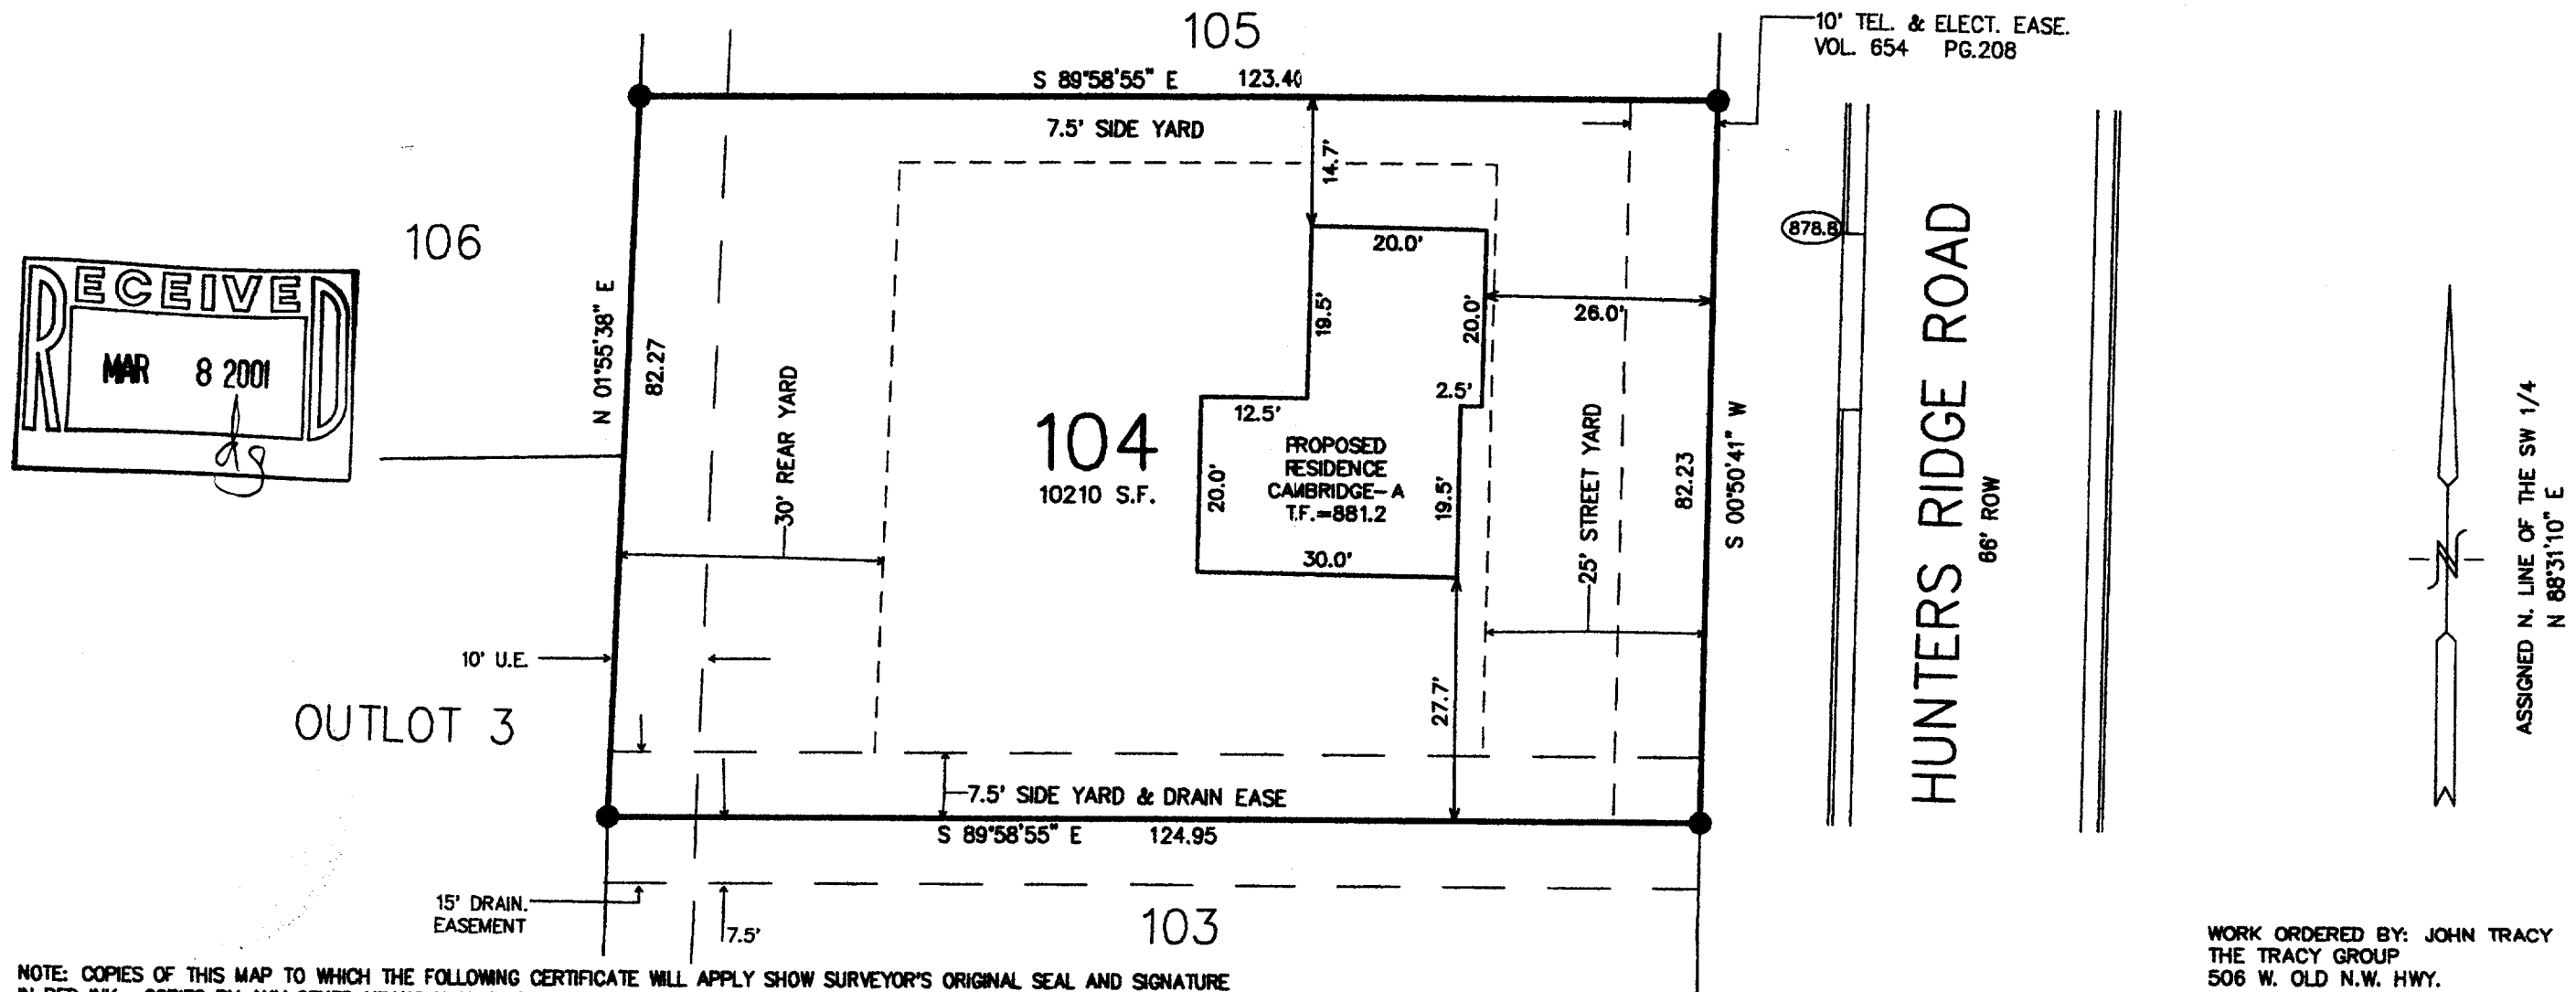 105
10' TEL. & ELECT. EASE.
VOL. 654 PG.208
S 89°58'55" E 123.40
7.5' SIDE YARD
14.7'
106
RECEIVED
MAR 8 2001
N 01°55'38" E
82.27
20.0'
19.5'
20.0'
26.0'
878.8
30' REAR YARD
12.5'
2.5'
104
10210 S.F.
PROPOSED
RESIDENCE
CAMBRIDGE-A
T.F.=881.2
20.0'
19.5'
30.0'
25' STREET YARD
82.23
S 00°50'41" W
HUNTERS RIDGE ROAD
66' ROW
N
ASSIGNED N. LINE OF THE SW 1/4
N 88°31'10" E
10' U.E.
OUTLOT 3
27.7'
7.5' SIDE YARD & DRAIN EASE
S 89°58'55" E 124.95
15' DRAIN.
EASEMENT
7.5'
103
WORK ORDERED BY: JOHN TRACY
THE TRACY GROUP
506 W. OLD N.W. HWY.
NOTE: COPIES OF THIS MAP TO WHICH THE FOLLOWING CERTIFICATE WILL APPLY SHOW SURVEYOR'S ORIGINAL SEAL AND SIGNATURE